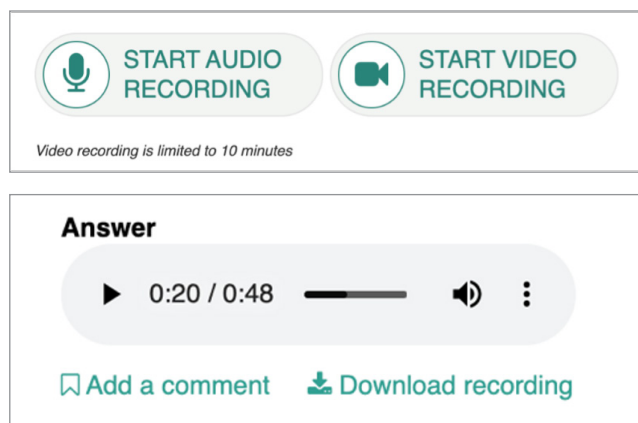 START AUDIO
RECORDING
START VIDEO
RECORDING
Video recording is limited to 10 minutes
Answer
0:20 / 0:48
Add a comment
Download recording